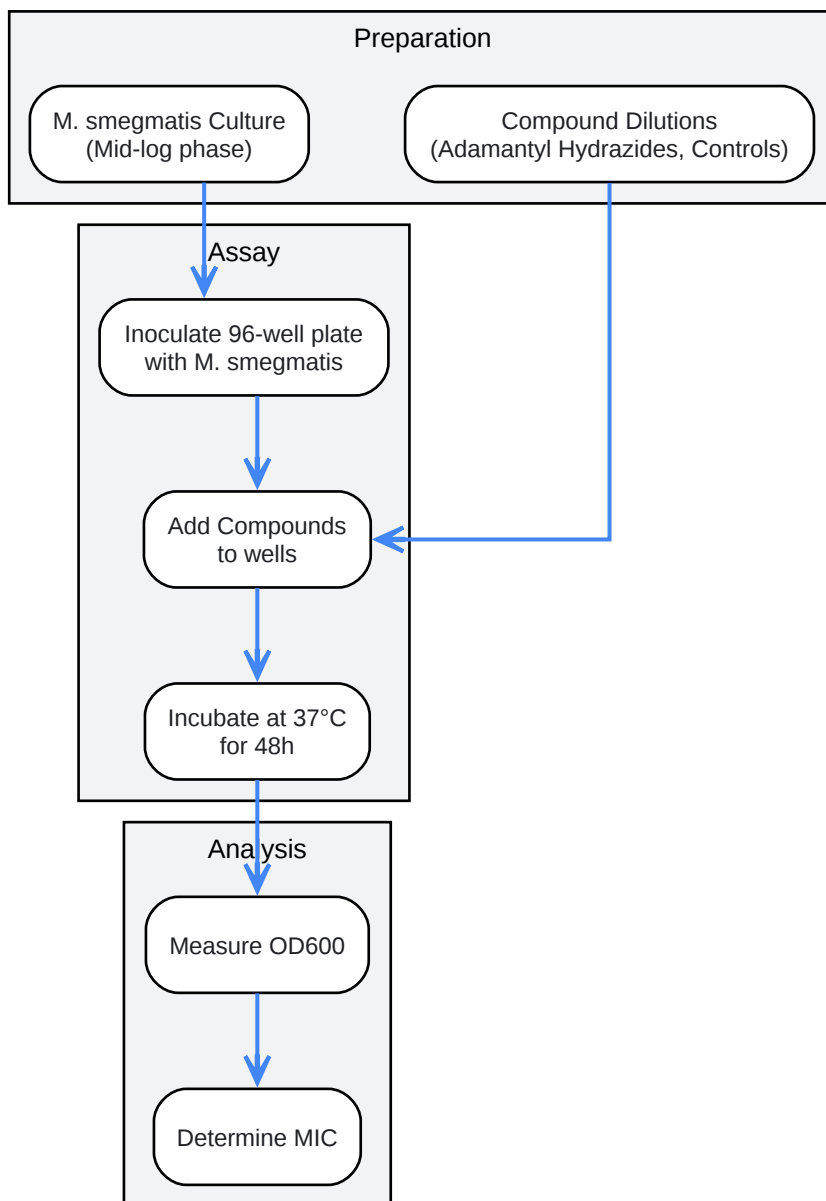 Preparation
M. smegmatis Culture
(Mid-log phase)
Compound Dilutions
(Adamantyl Hydrazides, Controls)
Assay
Inoculate 96-well plate
with M. smegmatis
Add Compounds
to wells
Incubate at 37°C
for 48h
Analysis
Measure OD600
Determine MIC